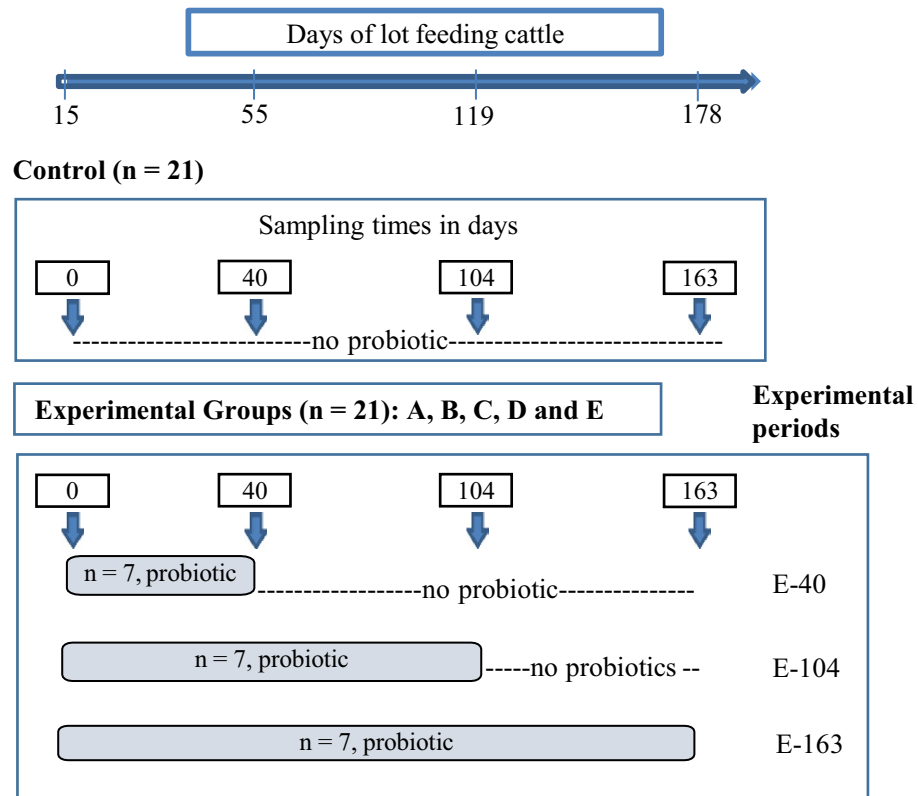 Days of lot feeding cattle
15 55 119 178
Control (n = 21)
Sampling times in days
0 40 104 163
---------------------------no probiotic------------------------------
Experimental Groups (n = 21): A, B, C, D and E
Experimental
periods
0 40 104 163
n = 7, probiotic ------------------no probiotic--------------- E-40
n = 7, probiotic -----no probiotics -- E-104
n = 7, probiotic E-163